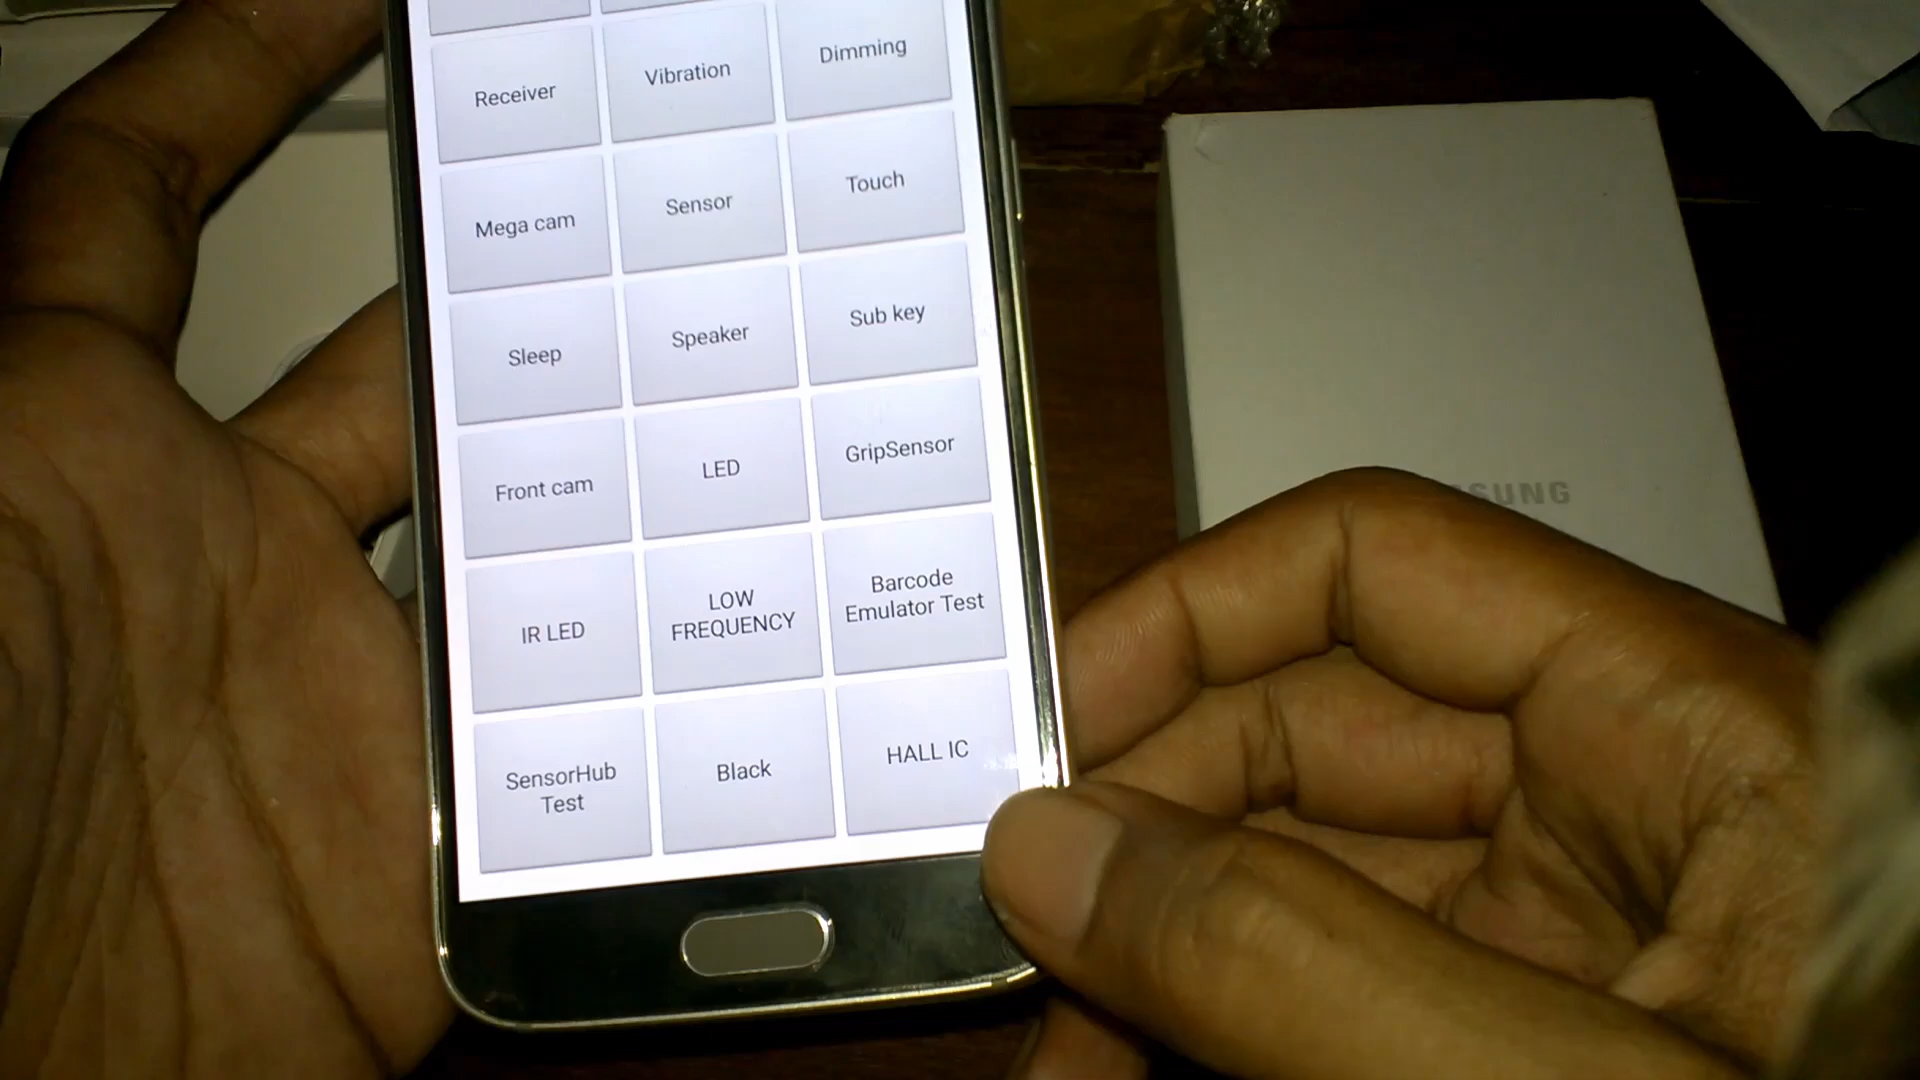 Receiver
Vibration
Dimming
Mega cam
Sensor
Touch
Sleep
Speaker
Sub key
Front cam
LED
GripSensor
IR LED
LOW
FREQUENCY
Barcode
Emulator Test
SensorHub
Test
Black
HALL IC
SUNG